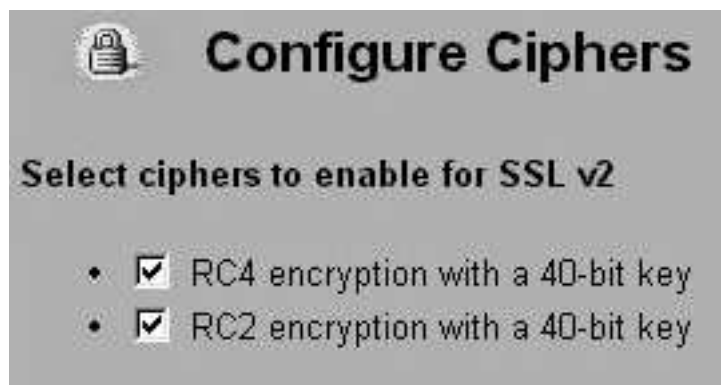 Configure Ciphers
Select ciphers to enable for SSL v2
• RC4 encryption with a 40-bit key
• RC2 encryption with a 40-bit key